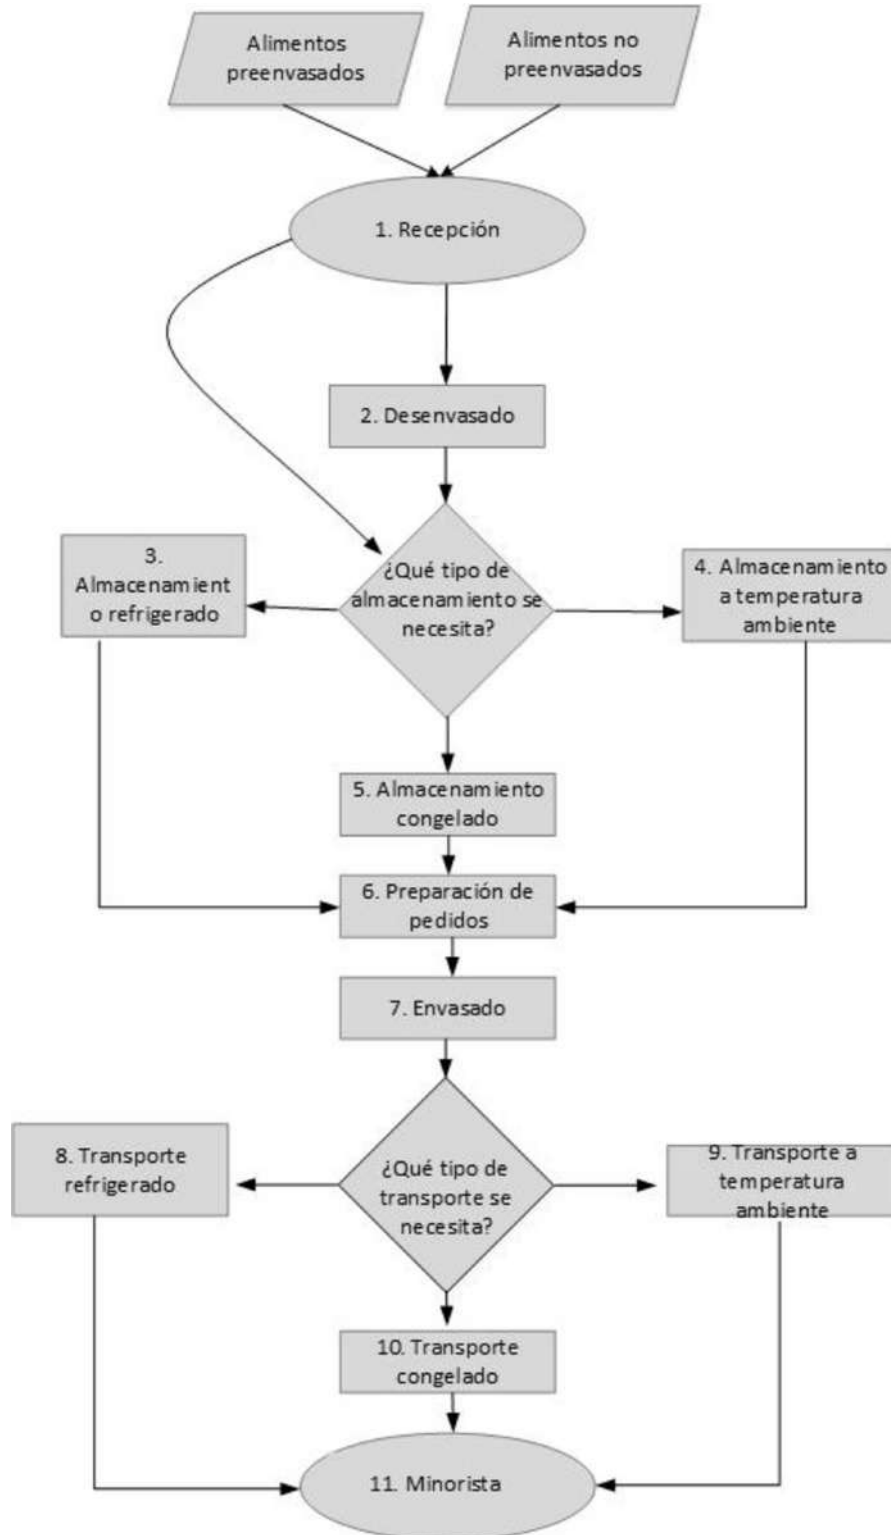 Alimentos
preenvasados
Alimentos no
preenvasados
1. Recepción
2. Desenvasado
¿Qué tipo de
almacenamiento se
necesita?
3.
Almacenamient
o refrigerado
4. Almacenamiento
a temperatura
ambiente
5. Almacenamiento
congelado
6. Preparación de
pedidos
7. Envasado
¿Qué tipo de
transporte se
necesita?
8. Transporte
refrigerado
9. Transporte a
temperatura
ambiente
10. Transporte
congelado
11. Minorista